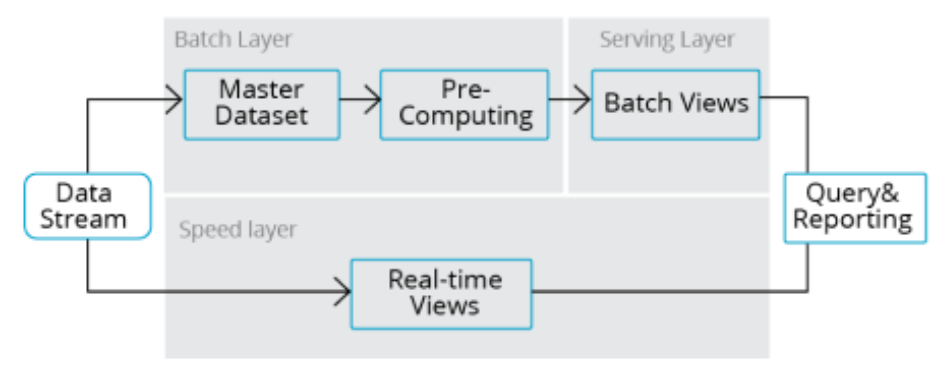 Batch Layer
Serving Layer
Master
Dataset
Pre-
Computing
Batch Views
Data
Stream
Query&
Reporting
Speed layer
Real-time
Views